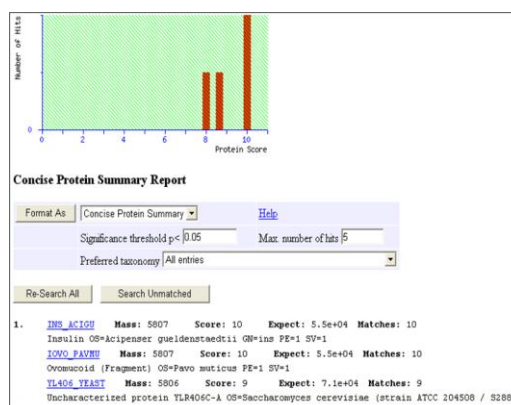 Number of Hits
0
0 2 4 6 8 10
Protein Score
Concise Protein Summary Report
Format As Concise Protein Summary Help
Significance threshold p< 0.05 Max. number of hits 5
Preferred taxonomy All entries
Re-Search All Search Unmatched
1. INS_ACIGU Mass: 5807 Score: 10 Expect: 5.5e+04 Matches: 10
Insulin OS=Acipenser gueldenstaedtii GN=ins PE=1 SV=1
IOVO_PAVMU Mass: 5807 Score: 10 Expect: 5.5e+04 Matches: 10
Ovomucoid (Fragment) OS=Pavo muticus PE=1 SV=1
YL406_YEAST Mass: 5806 Score: 9 Expect: 7.1e+04 Matches: 9
Uncharacterized protein YLR406C-A OS=Saccharomyces cerevisiae (strain ATCC 204508 / S288